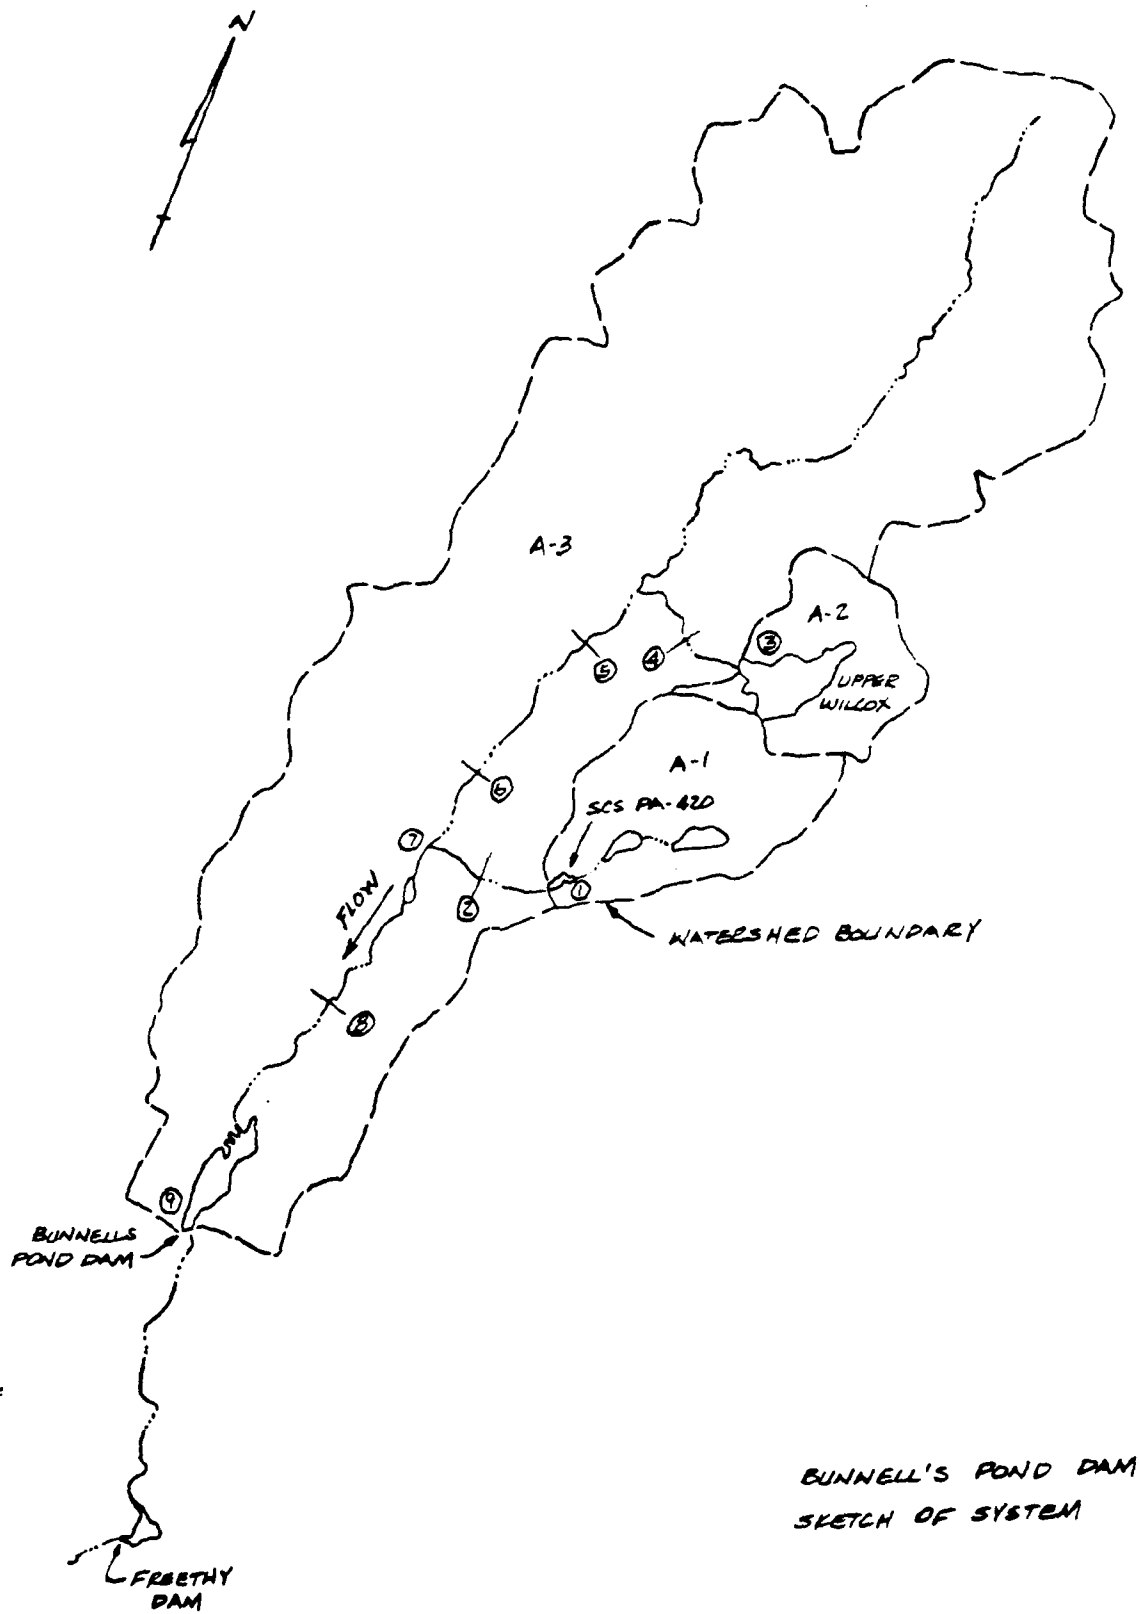 N
A-3
A-2
③
⑤
④
UPPER
WILCOX
A-1
⑥
SCS PA-420
⑦
①
FLOW
②
WATERSHED BOUNDARY
⑧
⑨
BUNNELLS
POND DAM
BUNNELL'S POND DAM
SKETCH OF SYSTEM
FREETHY
DAM